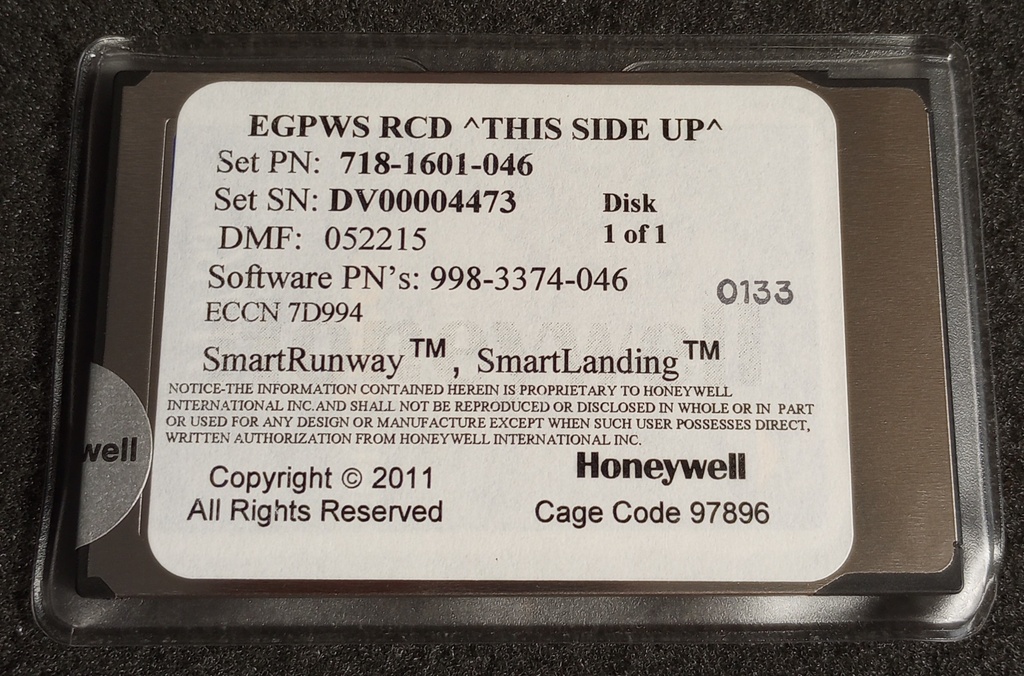 EGPWS RCD ^THIS SIDE UP^
Set PN: 718-1601-046
Set SN: DV00004473
Disk
DMF: 052215
1 of 1
Software PN's: 998-3374-046
0133
ECCN 7D994
SmartRunway™, SmartLanding™
NOTICE-THE INFORMATION CONTAINED HEREIN IS PROPRIETARY TO HONEYWELL
INTERNATIONAL INC.AND SHALL NOT BE REPRODUCED OR DISCLOSED IN WHOLE OR IN PART
OR USED FOR ANY DESIGN OR MANUFACTURE EXCEPT WHEN SUCH USER POSSESSES DIRECT,
WRITTEN AUTHORIZATION FROM HONEYWELL INTERNATIONAL INC.
well
Honeywell
Copyright © 2011
All Rights Reserved
Cage Code 97896